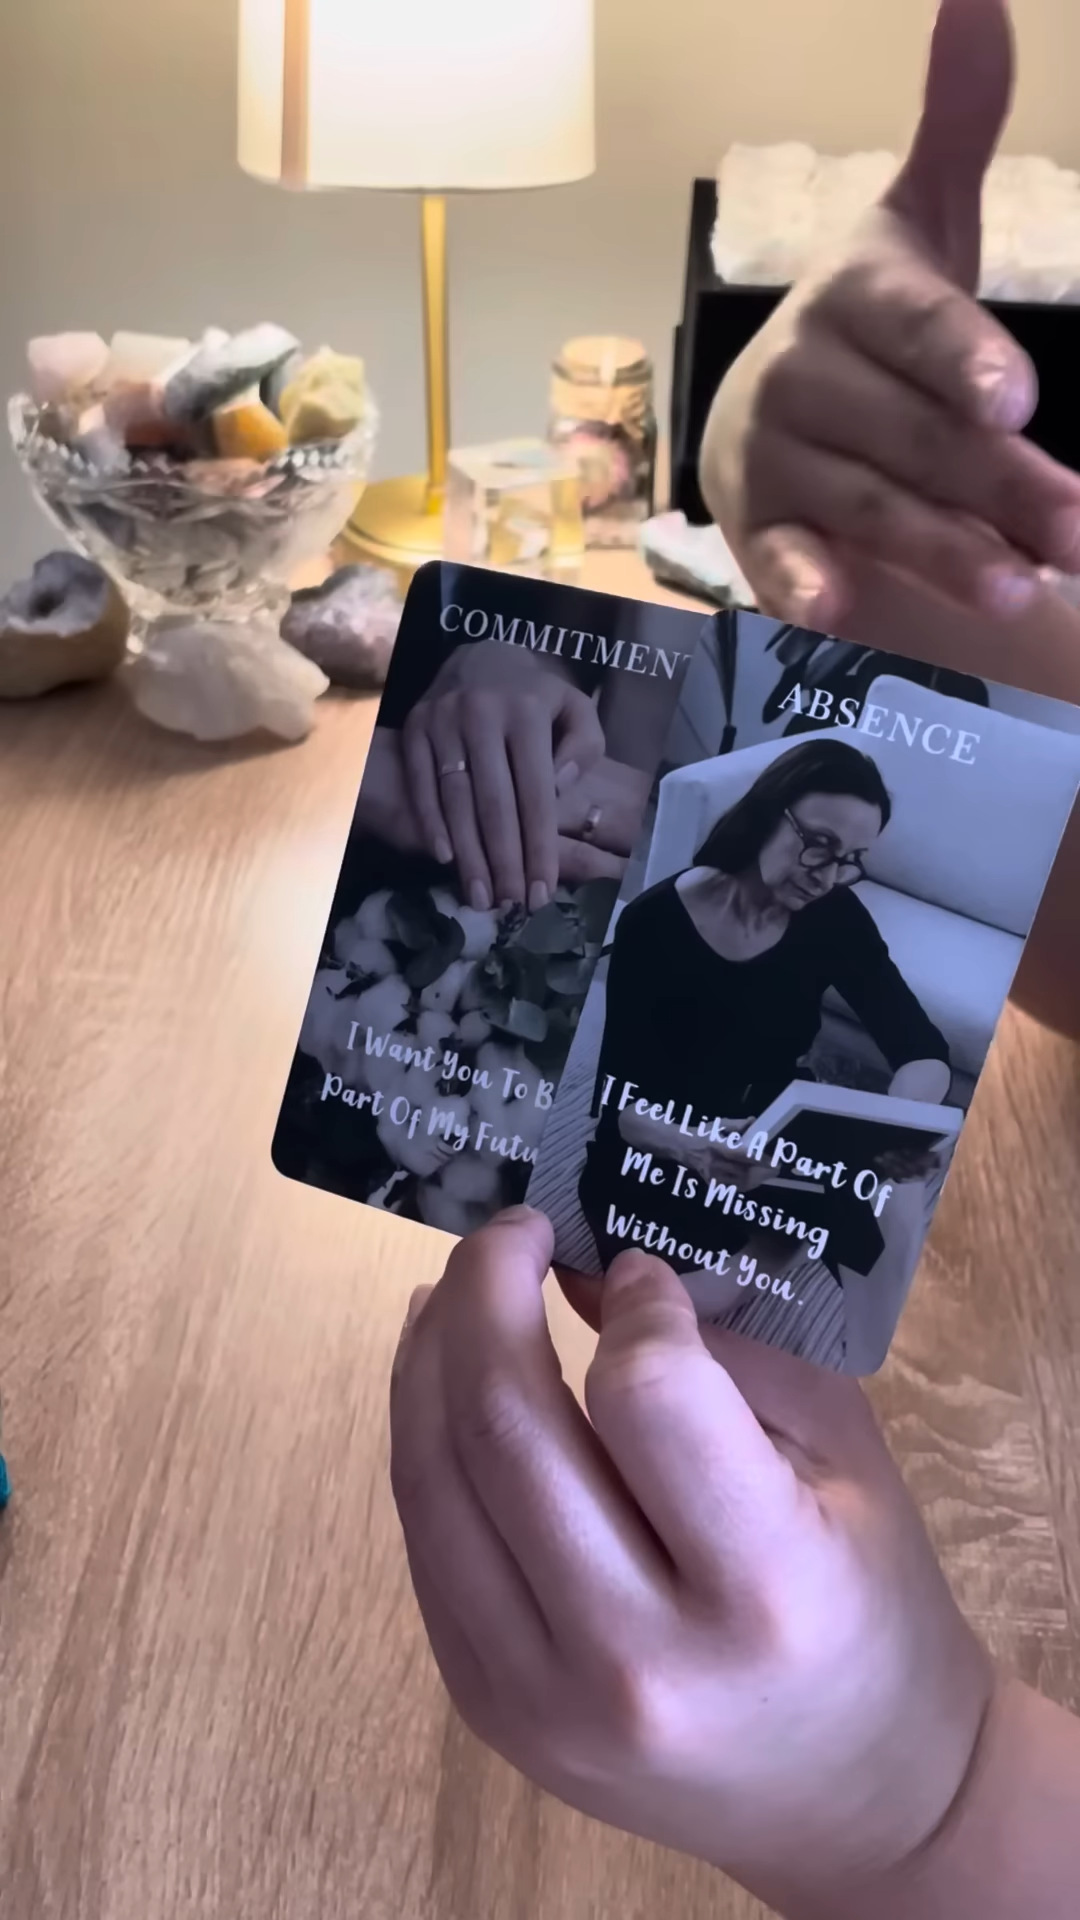 COMMITMENT
I Want You To B
Part Of My Futu
ABSENCE
I Feel Like A Part Of
Me Is Missing
Without You.